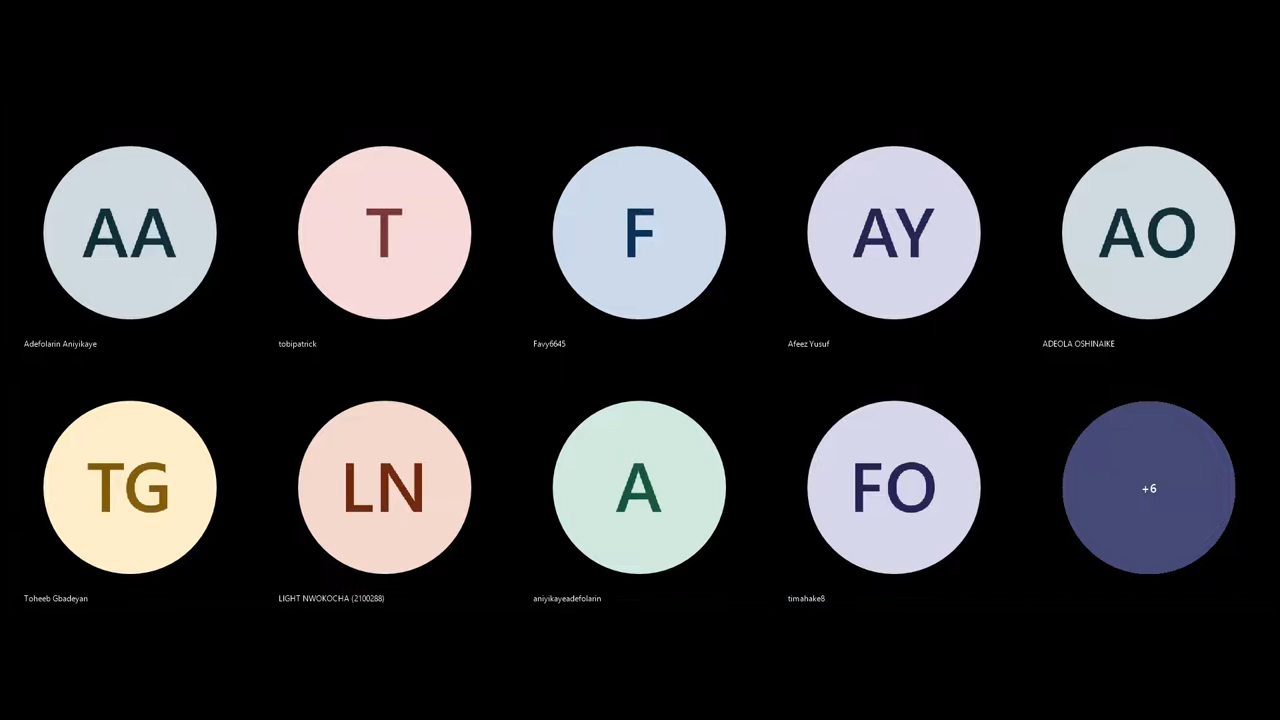 AA
T
F
AY
AO
Adefolarin Aniyikaye
tobipatrick
Favy6645
Afeez Yusuf
ADEOLA OSHINAIKE
TG
LN
A
FO
+6
Toheeb Gbadeyan
LIGHT NWOKOCHA (2100288)
aniyikayeadefolarin
timahake8